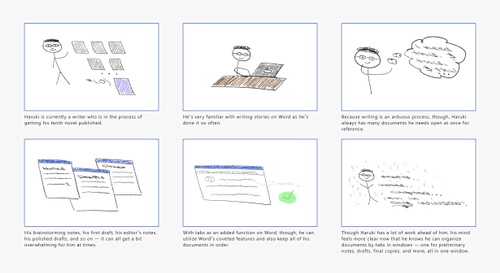 Haruki is currently a writer who is in the process of
getting his tenth novel published.
He's very familiar with writing stories on Word as he's
done it so often.
Because writing is an arduous process, though, Haruki
always has many documents he needs open at once for
reference.
His brainstorming notes, his first draft, his editor's notes,
his polished drafts, and so on — it can all get a bit
overwhelming for him at times.
With tabs as an added function on Word, though, he can
utilize Word's coveted features and also keep all of his
documents in order.
Though Haruki has a lot of work ahead of him, his mind
feels more clear now that he knows he can organize
documents by tabs in windows — one for preliminary
notes, drafts, final copies, and more, all in one window.